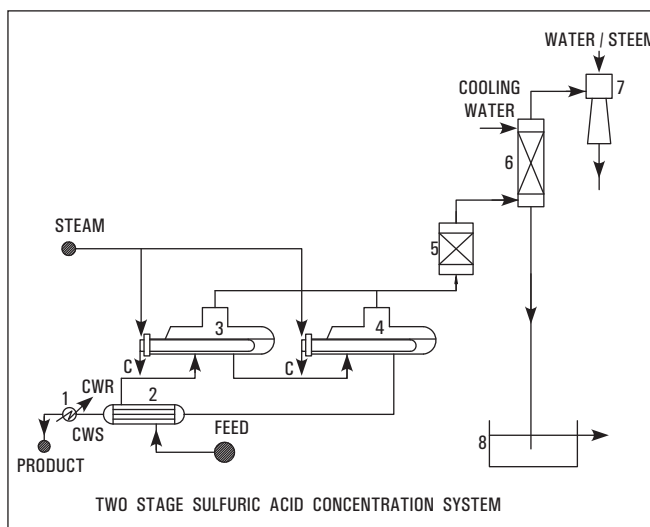 WATER / STEEM
7
COOLING
WATER
6
STEAM
5
3
4
C
C
1
CWR
2
CWS
FEED
PRODUCT
8
TWO STAGE SULFURIC ACID CONCENTRATION SYSTEM